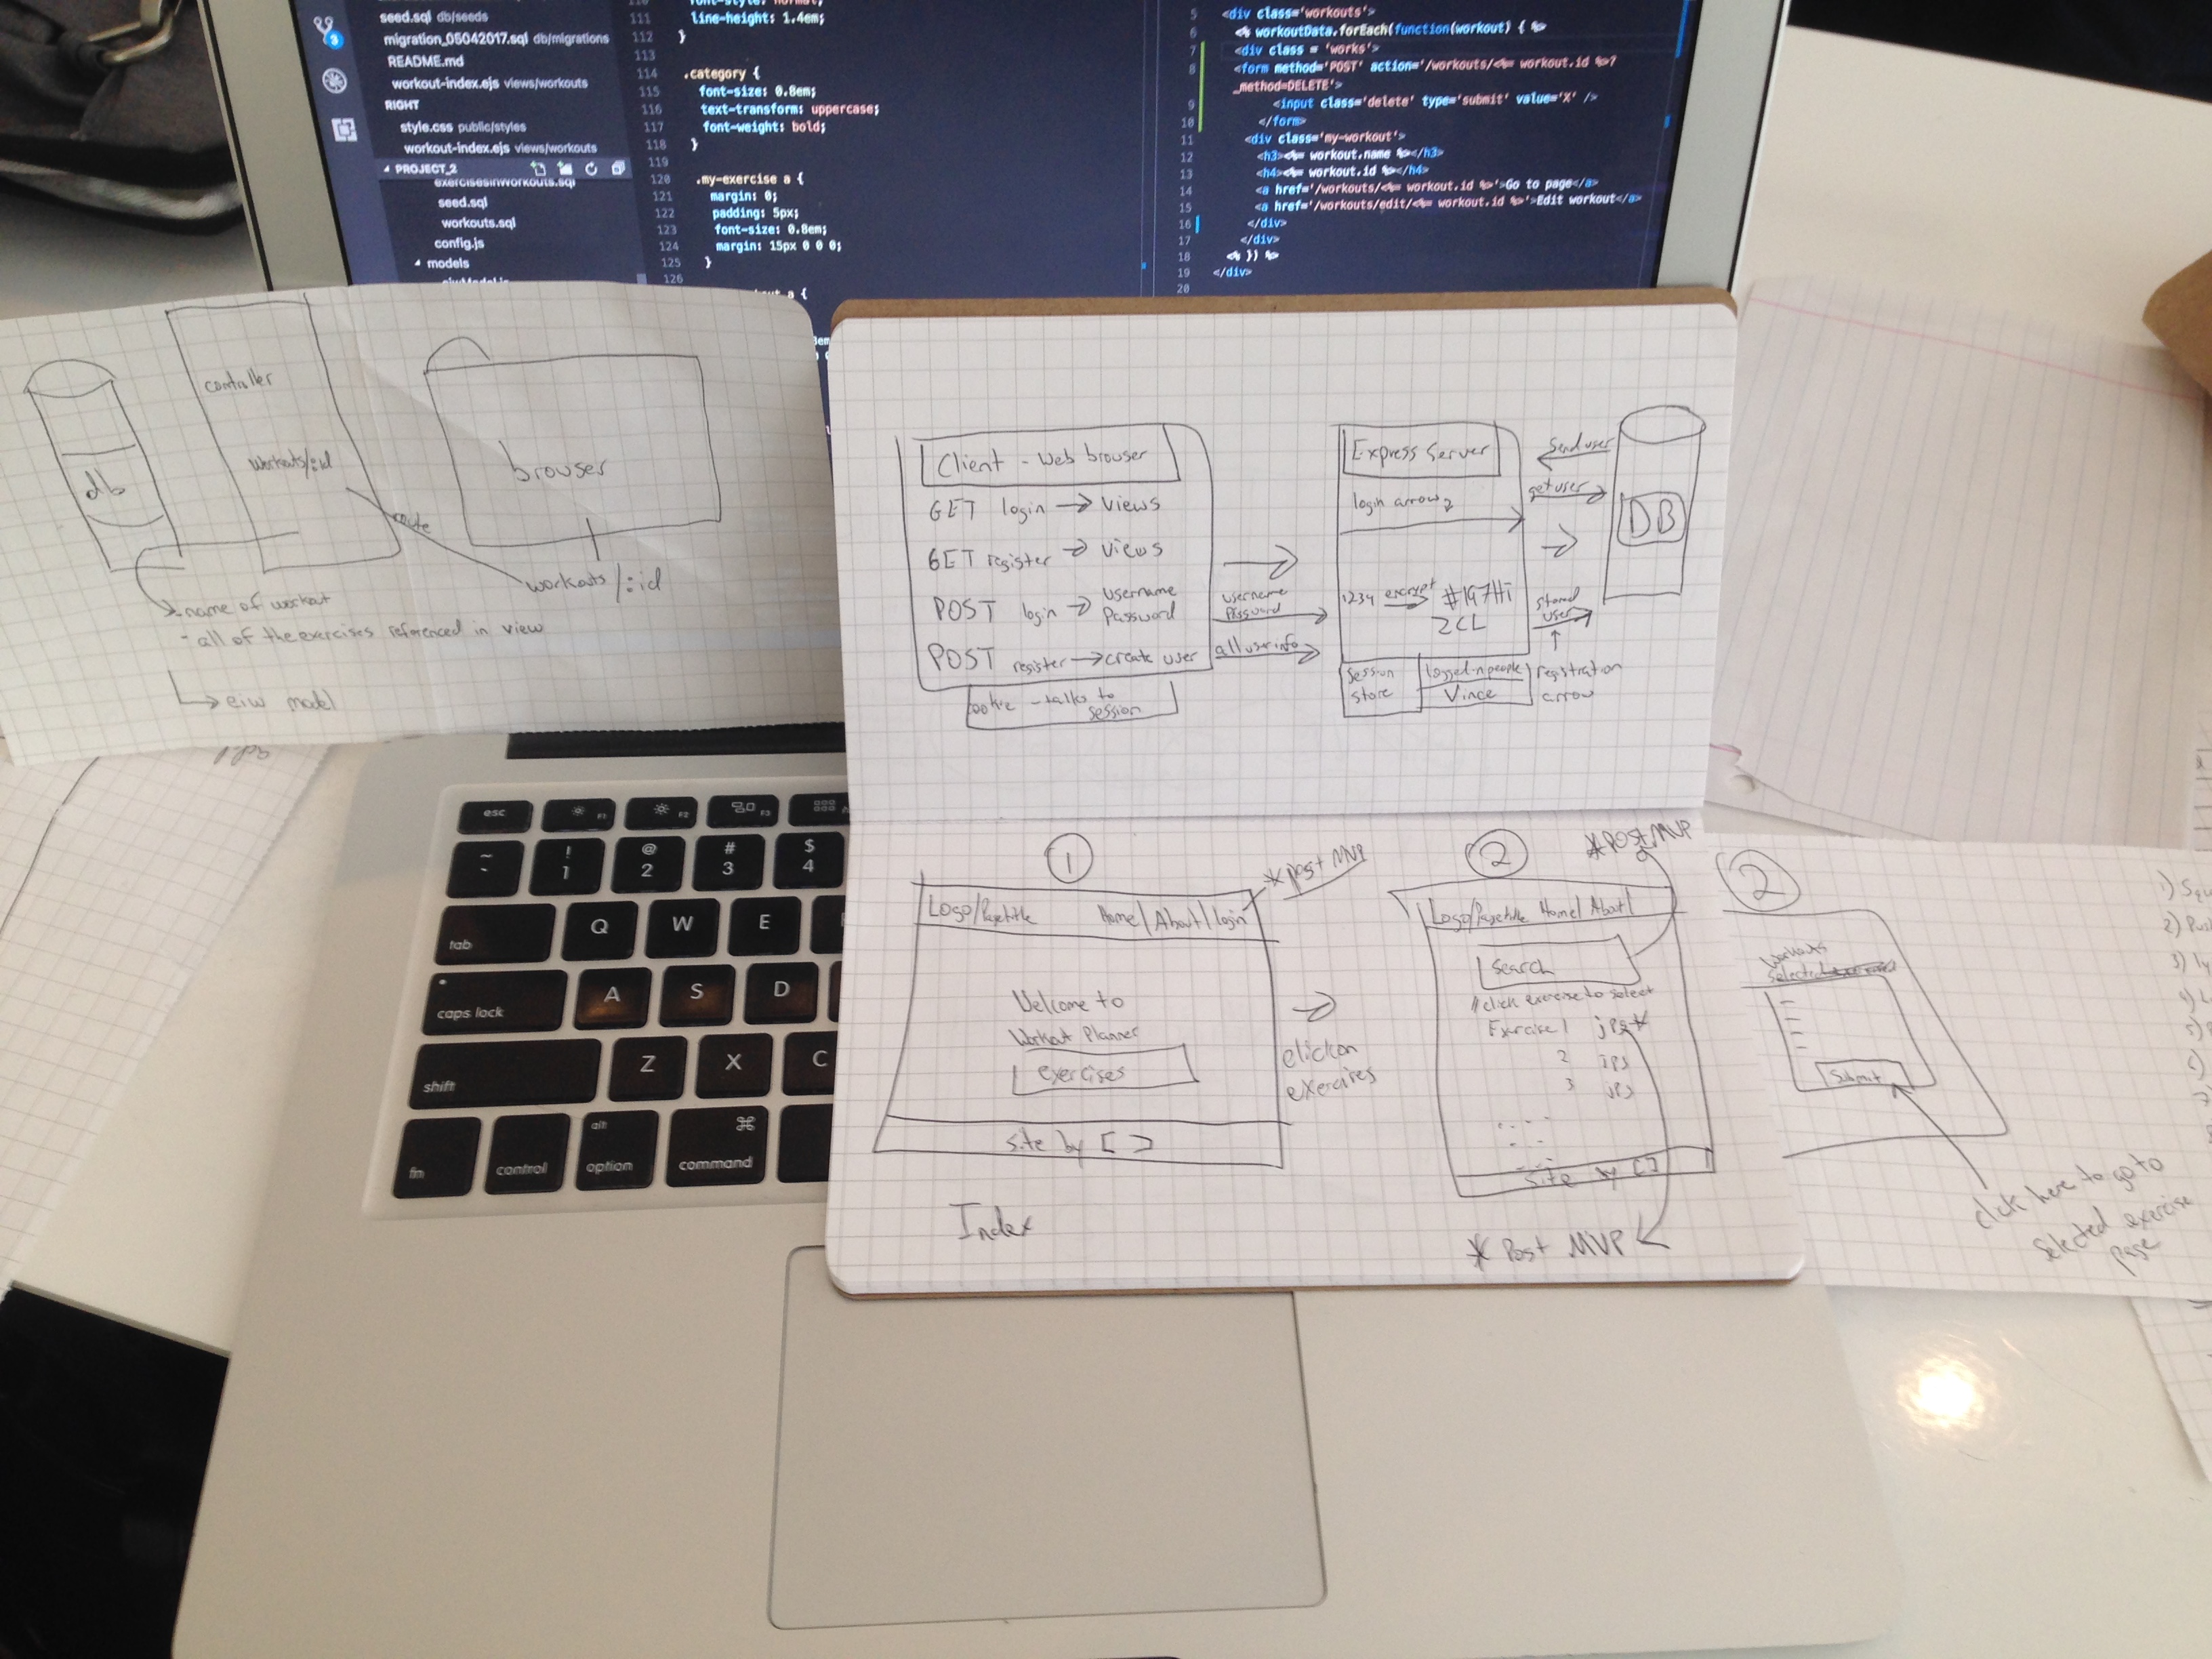 seed.sql db/seeds
migration_05042017.sql db/migrations
README.md
workout-index.ejs views/workouts
RIGHT
style.css public/styles
workout-index.ejs views/workouts
PROJECT_2
exercisesinworkouts.sql
seed.sql
workouts.sql
config.js
models
3
111 line-height: 1.4em;
112 }
113
114 .category {
115 font-size: 0.8em;
116 text-transform: uppercase;
117 font-weight: bold;
118 }
119
120 .my-exercise a {
121 margin: 0;
122 padding: 5px;
123 font-size: 0.8em;
124 margin: 15px 0 0 0;
125 }
126
5 <div class='workouts'>
6 <% workoutData.forEach(function(workout) { %>
7 <div class = 'works'>
8 <form method='POST' action='/workouts/<%= workout.id %>?
_method=DELETE'>
9 <input class='delete' type='submit' value='X' />
10 </form>
11 <div class='my-workout'>
12 <h3><%= workout.name %></h3>
13 <h4><%= workout.id %></h4>
14 <a href='/workouts/<%= workout.id %>'>Go to page</a>
15 <a href='/workouts/edit/<%= workout.id %>'>Edit workout</a>
16 </div>
17 </div>
18 <% }) %>
19 </div>
20
db
controller
workouts/:id
route
browser
workouts/:id
- name of workout
- all of the exercises referenced in view
eiw model
Client - Web browser
GET login → views
GET register → views
POST login → username
Password
POST register → create user
ookie - talks to
session
username
password
all user info
Express Server
login arrow
1234 encrypt → #197Hi
2CL
session
store
logged-in people
Vince
send user
get user
stored
user
registration
arrow
DB
1
*post MVP
Logo/Pagetitle Home/ About/ login
Welcome to
Workout Planner
exercises
site by [ ]
Index
click on
exercires
2
*POST MVP
Logo/Pagetitle Home/ About/
search
//click exercise to select
Exercise 1 jpg*
2 jpg
3 jpg
site by [ ]
* Post MVP
2
Workouts
Selected
Submit
click here to go to
selected exercise
page
1)
2)
3)
4)
5)
esc F1 F2 F3
~ ` ! 1 @ 2 # 3 $ 4
tab Q W E
caps lock A S D
shift Z X C
fn control alt option ⌘ command